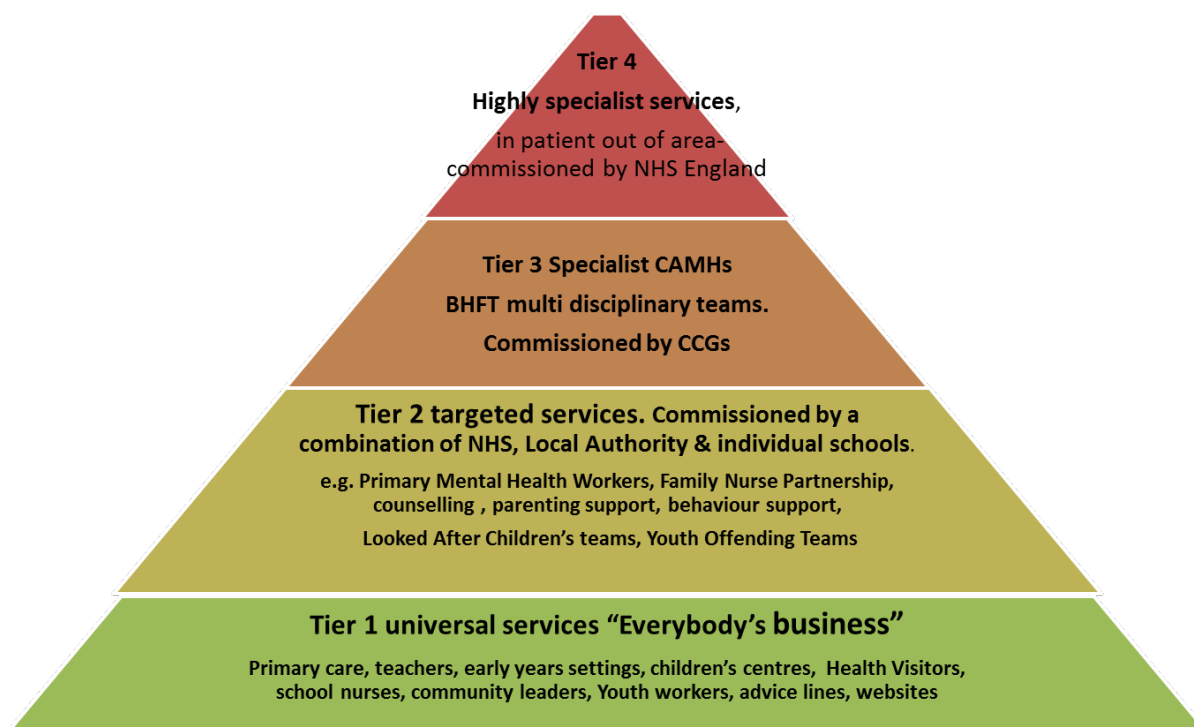 Tier 4
Highly specialist services,
in patient out of area-
commissioned by NHS England
Tier 3 Specialist CAMHs
BHFT multi disciplinary teams.
Commissioned by CCGs
Tier 2 targeted services. Commissioned by a
combination of NHS, Local Authority & individual schools.
e.g. Primary Mental Health Workers, Family Nurse Partnership,
counselling , parenting support, behaviour support,
Looked After Children’s teams, Youth Offending Teams
Tier 1 universal services “Everybody’s business”
Primary care, teachers, early years settings, children’s centres, Health Visitors,
school nurses, community leaders, Youth workers, advice lines, websites